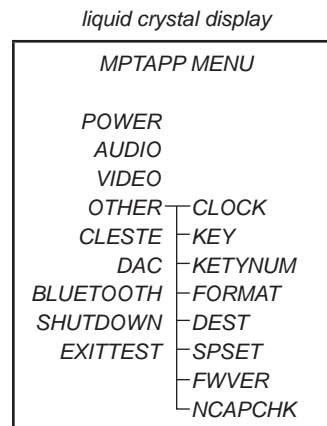 liquid crystal display
MPTAPP MENU
POWER
AUDIO
VIDEO
OTHER CLOCK
CLESTE KEY
DAC KETYNUM
BLUETOOTH FORMAT
SHUTDOWN DEST
EXITTEST SPSET
FWVER
NCAPCHK